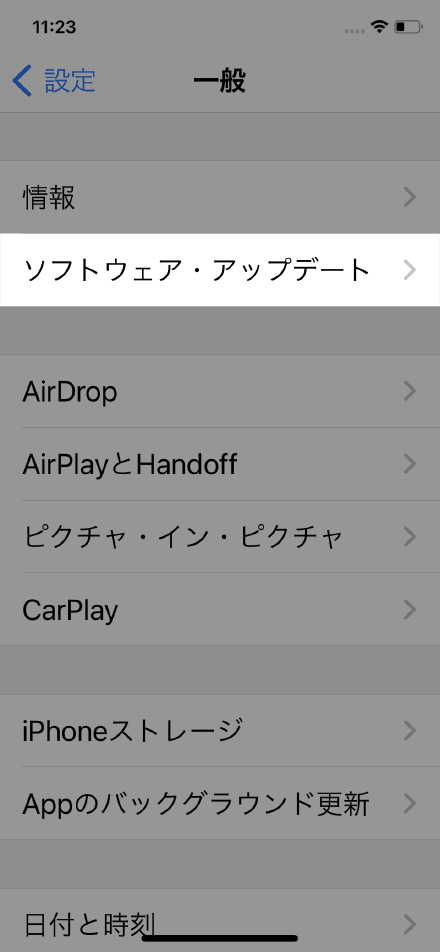 11:23
設定
一般
情報
ソフトウェア・アップデート
AirDrop
AirPlayとHandoff
ピクチャ・イン・ピクチャ
CarPlay
iPhoneストレージ
Appのバックグラウンド更新
日付と時刻